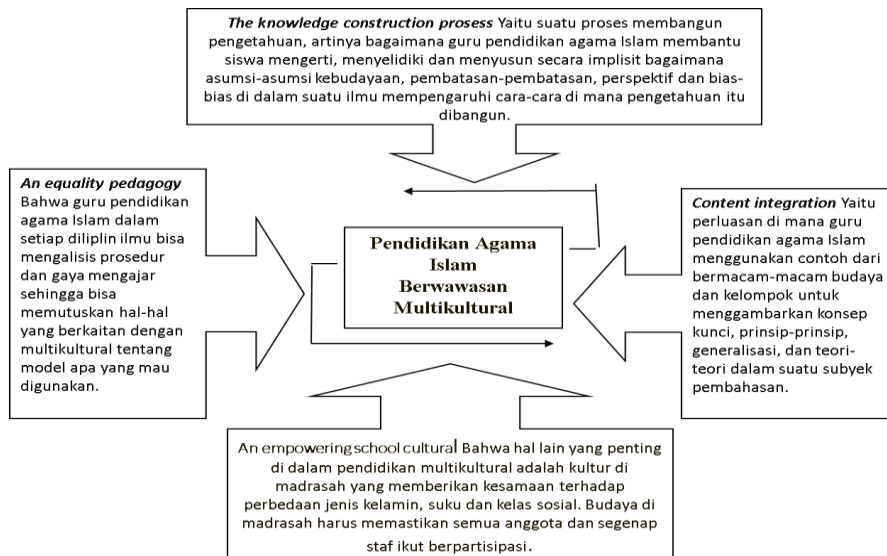 The knowledge construction prosess Yaitu suatu proses membangun
pengetahuan, artinya bagaimana guru pendidikan agama Islam membantu
siswa mengerti, menyelidiki dan menyusun secara implisit bagaimana
asumsi-asumsi kebudayaan, pembatasan-pembatasan, perspektif dan bias-
bias di dalam suatu ilmu mempengaruhi cara-cara di mana pengetahuan itu
dibangun.
An equality pedagogy
Bahwa guru pendidikan
agama Islam dalam
setiap diliplin ilmu bisa
mengalisis prosedur
dan gaya mengajar
sehingga bisa
memutuskan hal-hal
yang berkaitan dengan
multikultural tentang
model apa yang mau
digunakan.
Pendidikan Agama
Islam
Berwawasan
Multikultural
Content integration Yaitu
perluasan di mana guru
pendidikan agama Islam
menggunakan contoh dari
bermacam-macam budaya
dan kelompok untuk
menggambarkan konsep
kunci, prinsip-prinsip,
generalisasi, dan teori-
teori dalam suatu subyek
pembahasan.
An empowering school cultural Bahwa hal lain yang penting
di dalam pendidikan multikultural adalah kultur di
madrasah yang memberikan kesamaan terhadap
perbedaan jenis kelamin, suku dan kelas sosial. Budaya di
madrasah harus memastikan semua anggota dan segenap
staf ikut berpartisipasi.